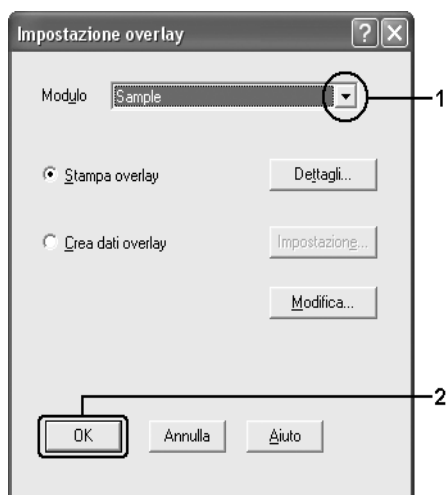 Impostazione overlay
Modulo Sample 1
Stampa overlay Dettagli...
Crea dati overlay Impostazione...
Modifica...
2
OK Annulla Aiuto